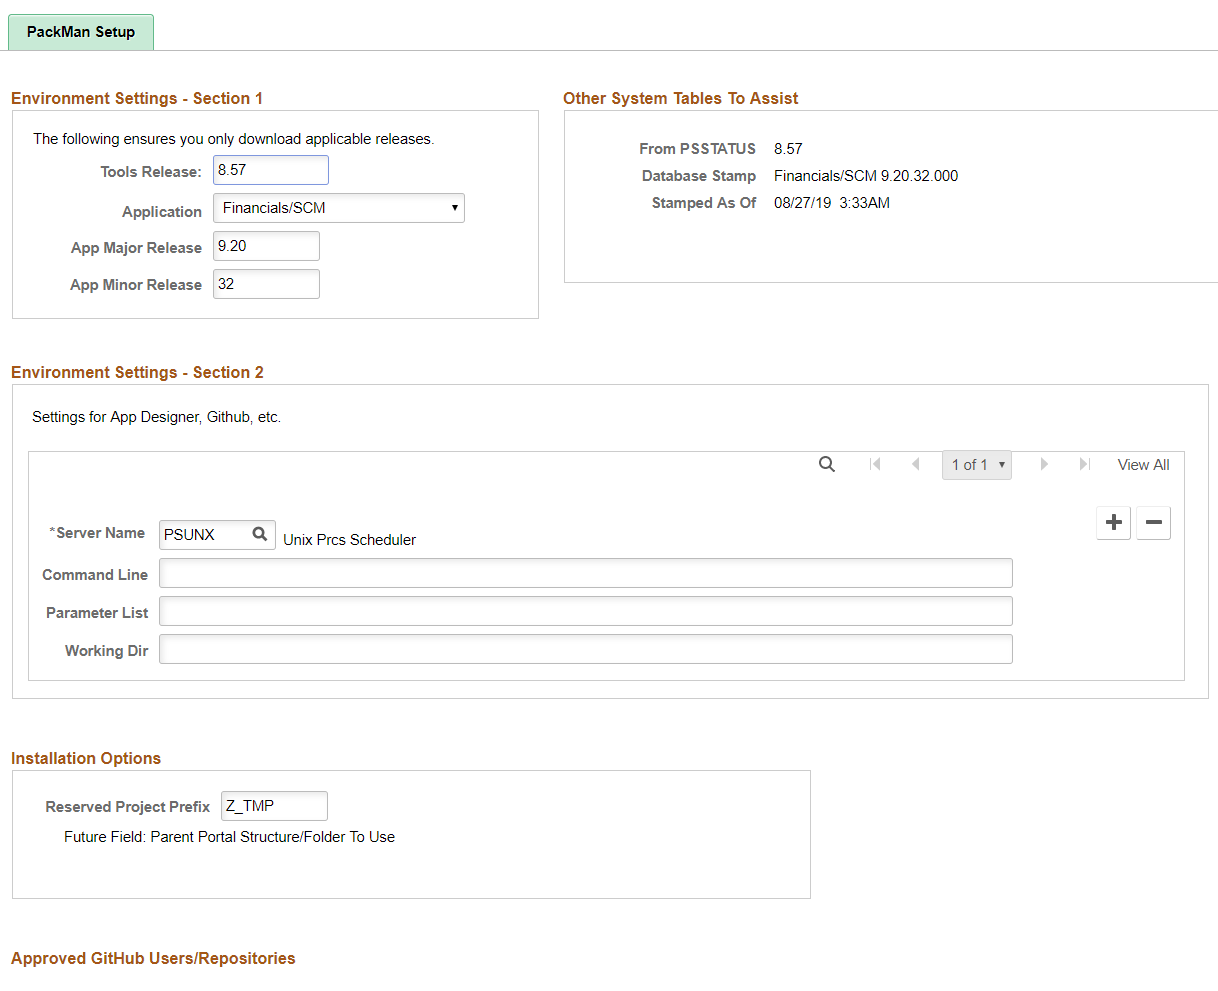 PackMan Setup
Environment Settings - Section 1
The following ensures you only download applicable releases.
Tools Release: 8.57
Application Financials/SCM
App Major Release 9.20
App Minor Release 32
Other System Tables To Assist
From PSSTATUS 8.57
Database Stamp Financials/SCM 9.20.32.000
Stamped As Of 08/27/19 3:33AM
Environment Settings - Section 2
Settings for App Designer, Github, etc.
1 of 1 View All
*Server Name PSUNX Unix Prcs Scheduler
Command Line
Parameter List
Working Dir
Installation Options
Reserved Project Prefix Z_TMP
Future Field: Parent Portal Structure/Folder To Use
Approved GitHub Users/Repositories